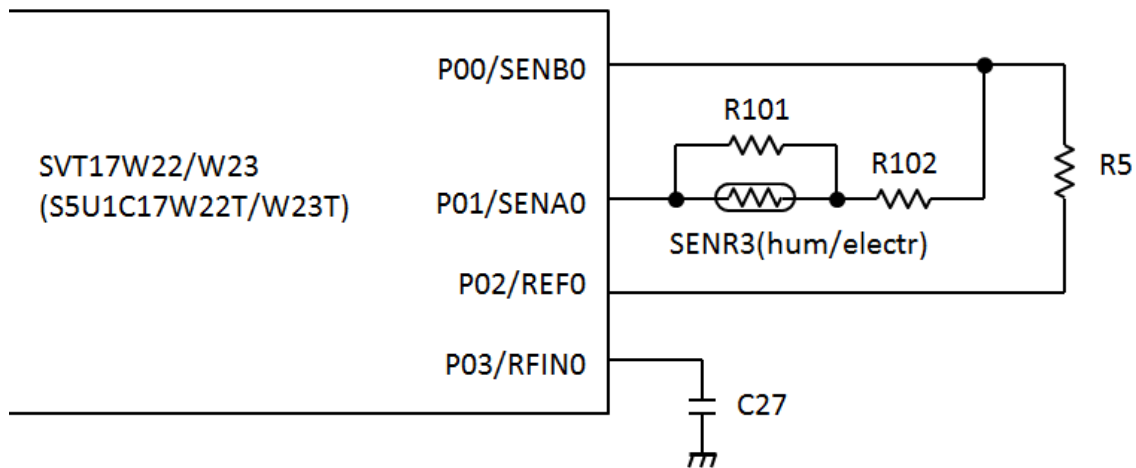 P00/SENB0
R101
R102
R5
SVT17W22/W23
(S5U1C17W22T/W23T)
P01/SENA0
SENR3(hum/electr)
P02/REF0
P03/RFIN0
C27